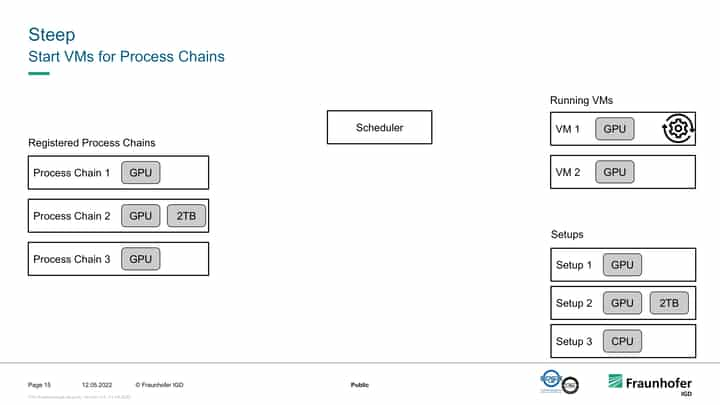 Steep
Start VMs for Process Chains
Registered Process Chains
Process Chain 1 GPU
Process Chain 2 GPU 2TB
Process Chain 3 GPU
Scheduler
Running VMs
VM 1 GPU
VM 2 GPU
Setups
Setup 1 GPU
Setup 2 GPU 2TB
Setup 3 CPU
Page 15 12.05.2022 © Fraunhofer IGD Public
Fraunhofer
IGD